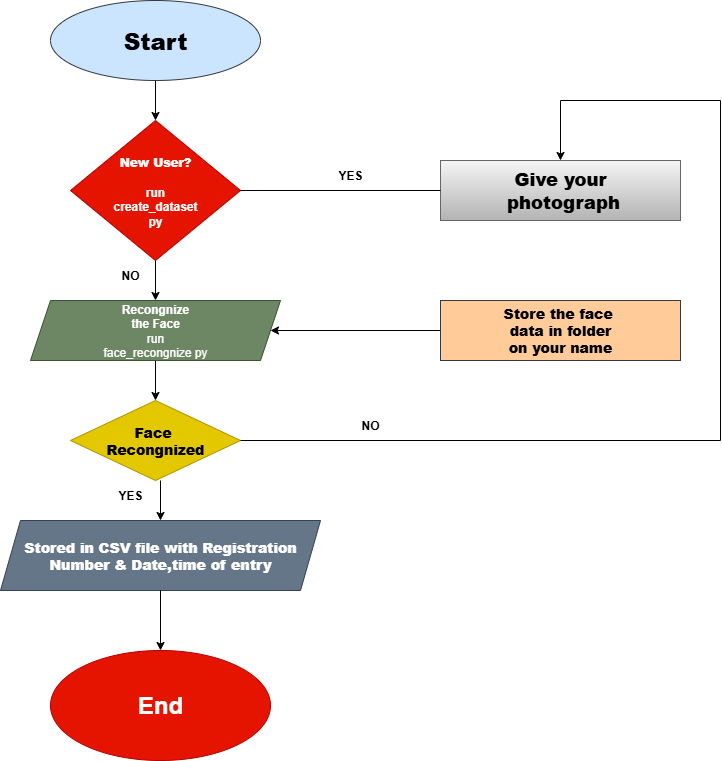 Start
New User?
run
create_dataset
py
YES
Give your
photograph
NO
Recongnize
the Face
run
face_recongnize py
Store the face
data in folder
on your name
Face
Recongnized
NO
YES
Stored in CSV file with Registration
Number & Date,time of entry
End